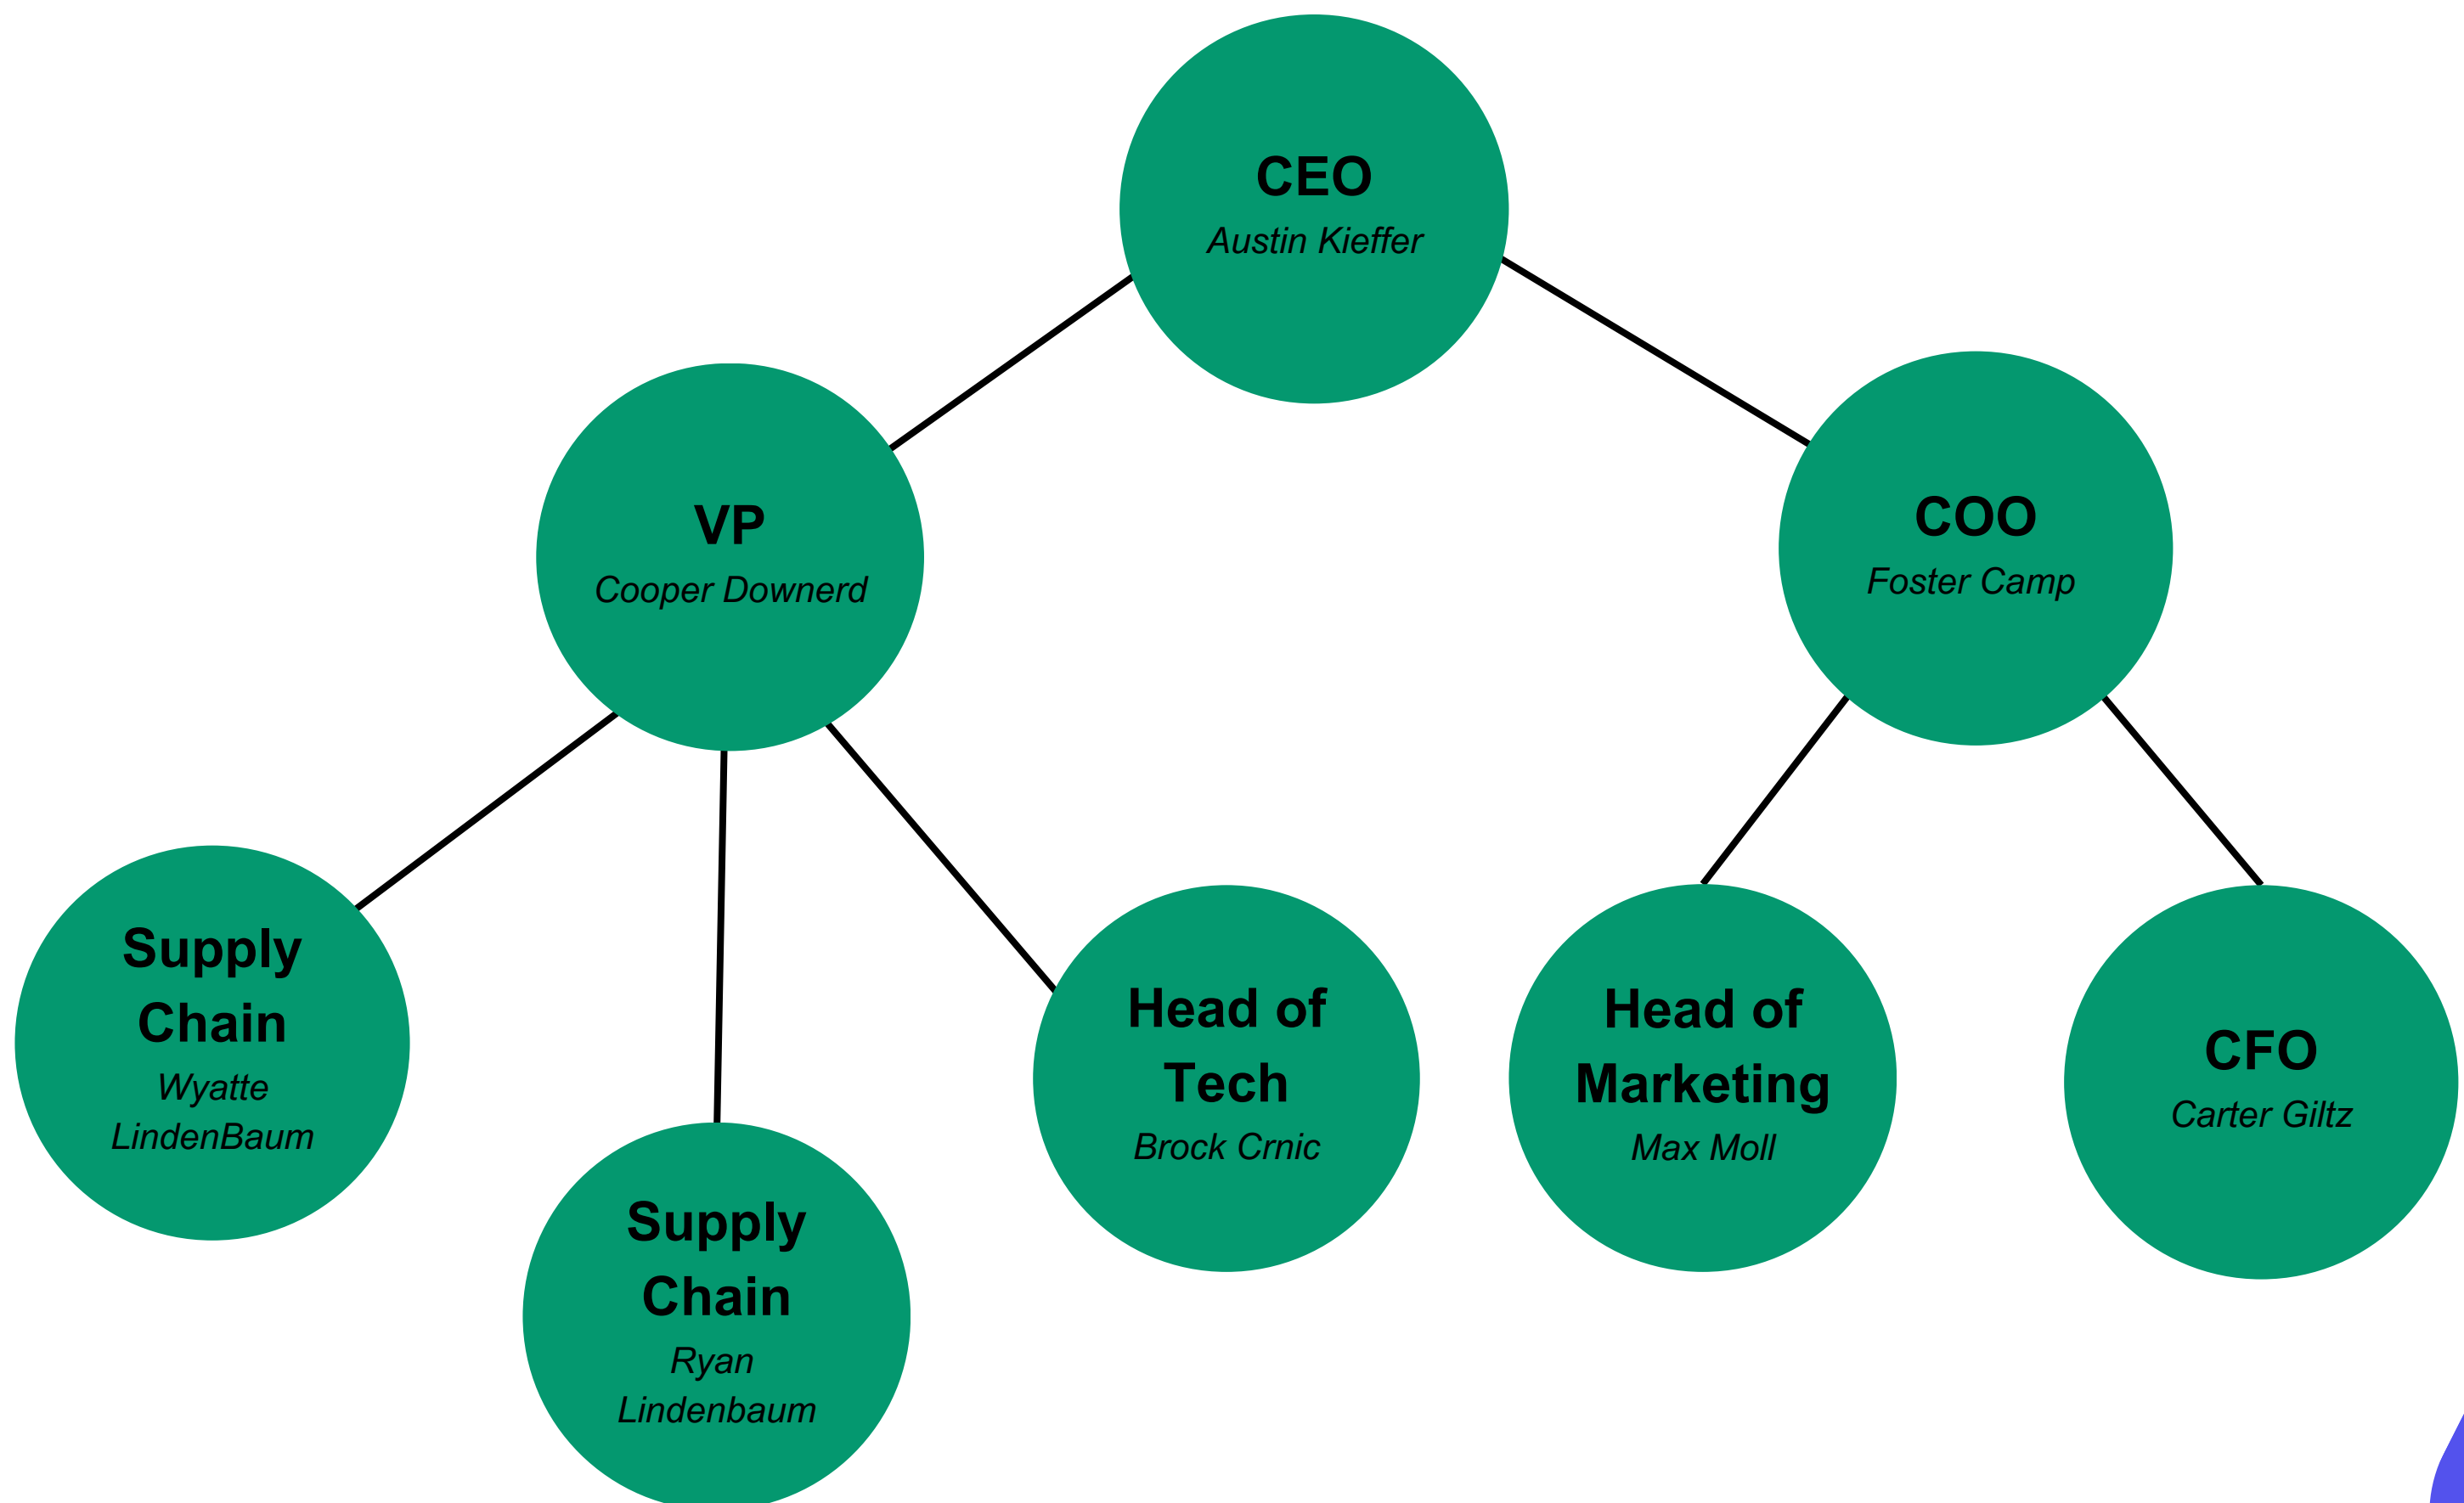 CEO
Austin Kieffer
VP
Cooper Downerd
COO
Foster Camp
Supply
Chain
Wyatte
LindenBaum
Supply
Chain
Ryan
Lindenbaum
Head of
Tech
Brock Crnic
Head of
Marketing
Max Moll
CFO
Carter Giltz